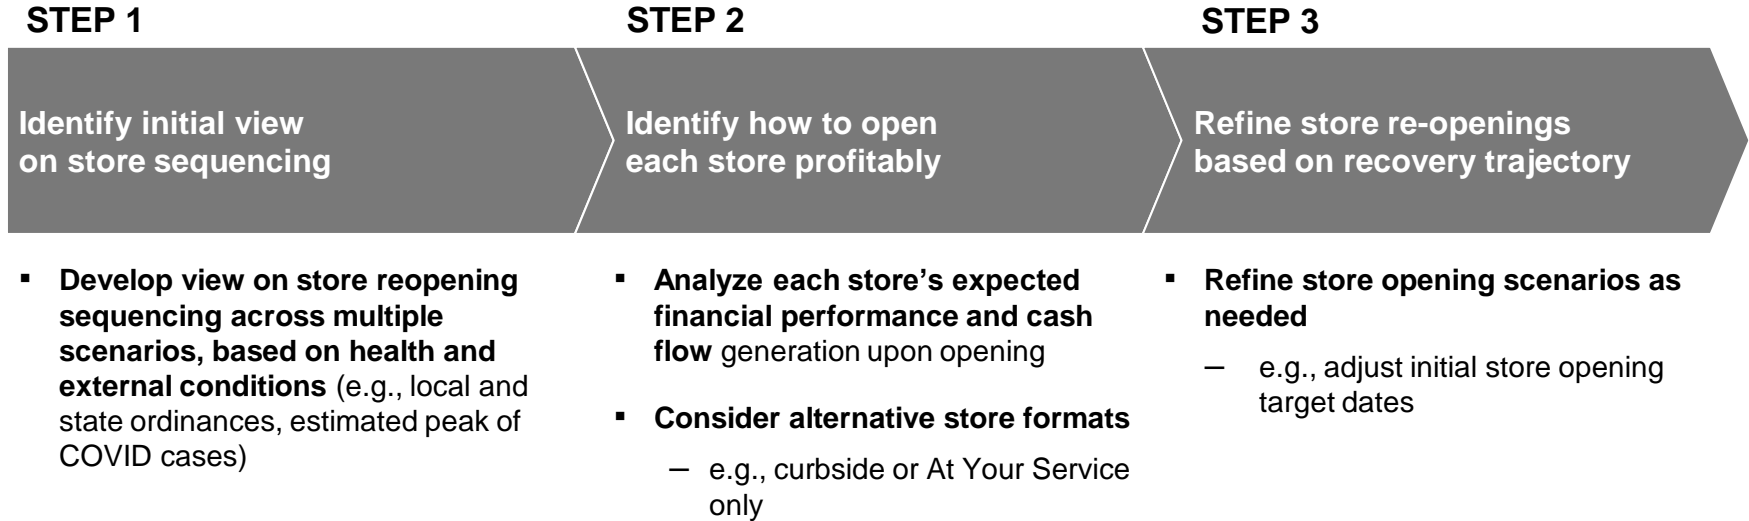 STEP 1
Identify initial view
on store sequencing
▪ Develop view on store reopening
sequencing across multiple
scenarios, based on health and
external conditions (e.g., local and
state ordinances, estimated peak of
COVID cases)
STEP 2
Identify how to open
each store profitably
▪ Analyze each store’s expected
financial performance and cash
flow generation upon opening
▪ Consider alternative store formats
– e.g., curbside or At Your Service
only
STEP 3
Refine store re-openings
based on recovery trajectory
▪ Refine store opening scenarios as
needed
– e.g., adjust initial store opening
target dates